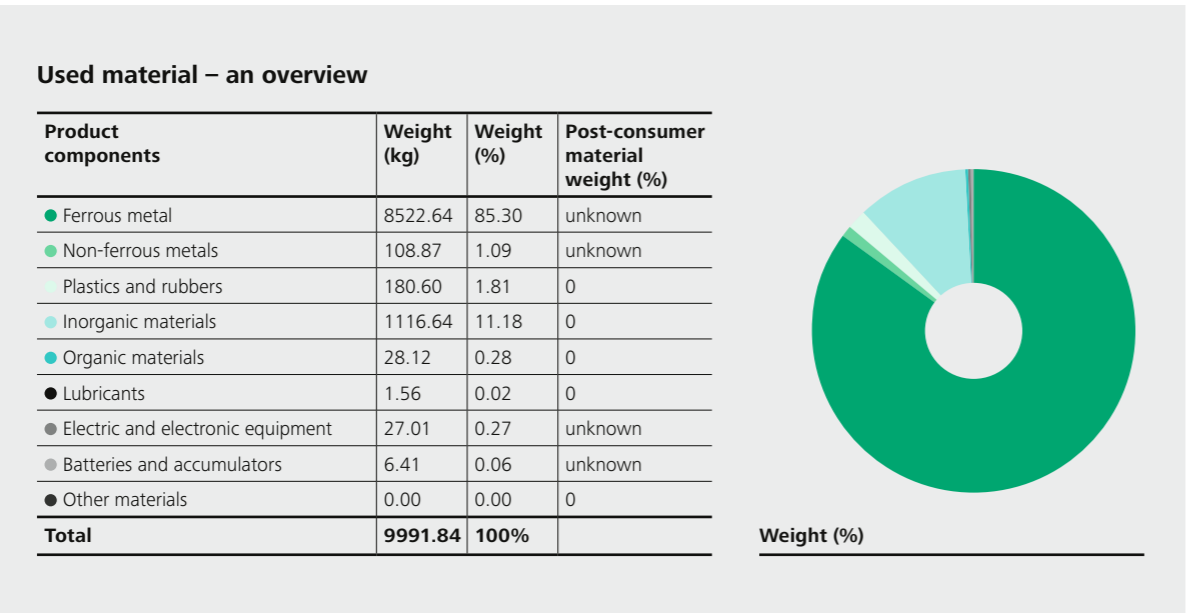 Used material – an overview
Product components Weight (kg) Weight (%) Post-consumer material weight (%)
Ferrous metal 8522.64 85.30 unknown
Non-ferrous metals 108.87 1.09 unknown
Plastics and rubbers 180.60 1.81 0
Inorganic materials 1116.64 11.18 0
Organic materials 28.12 0.28 0
Lubricants 1.56 0.02 0
Electric and electronic equipment 27.01 0.27 unknown
Batteries and accumulators 6.41 0.06 unknown
Other materials 0.00 0.00 0
Total 9991.84 100%
Weight (%)